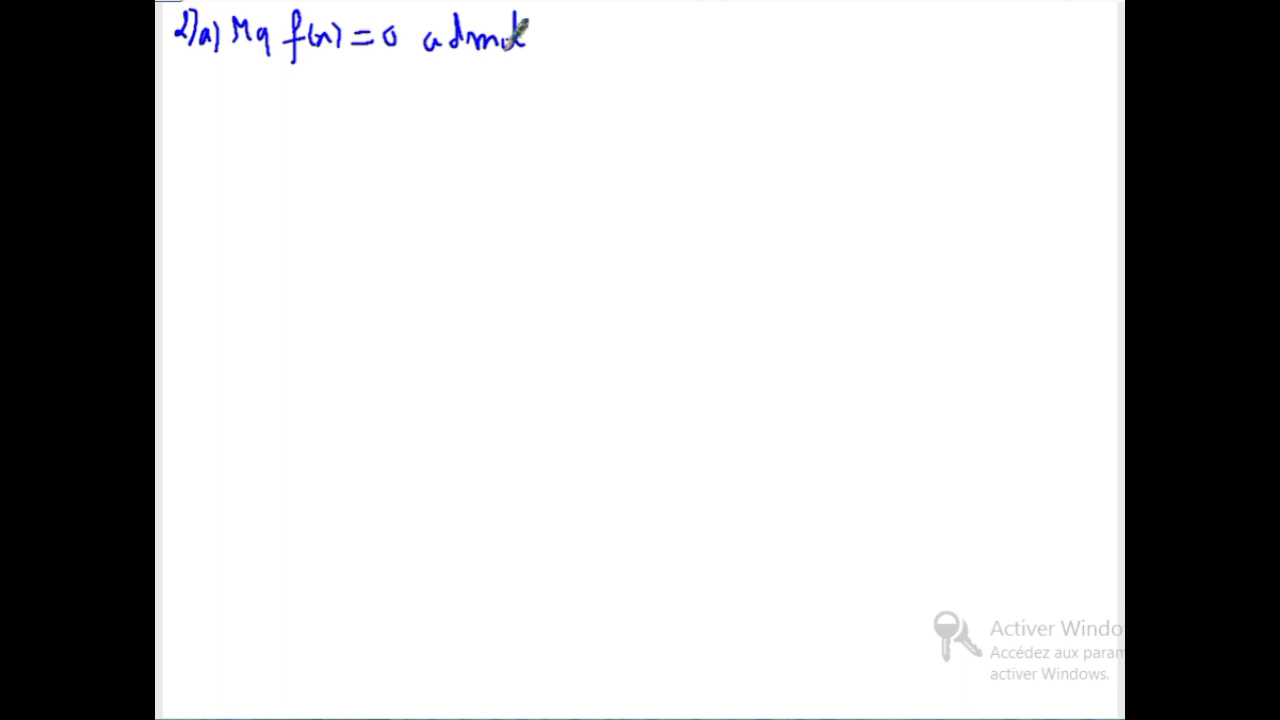 2)a) Mq f(x) = 0 admet
Activer Windo
Accédez aux param
activer Windows.